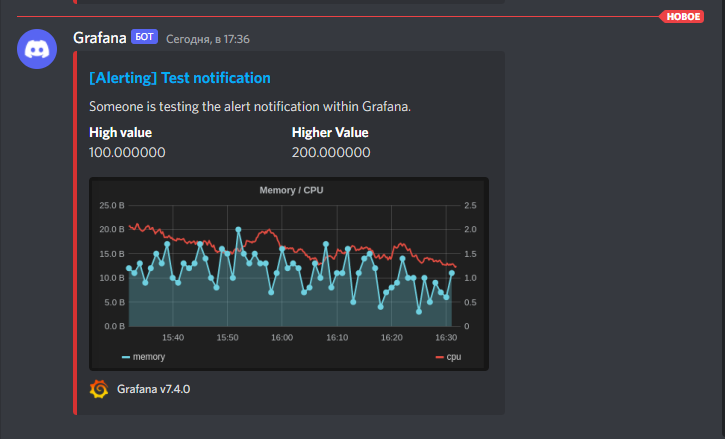 НОВОЕ
Grafana БОТ Сегодня, в 17:36
[Alerting] Test notification
Someone is testing the alert notification within Grafana.
High value Higher Value
100.000000 200.000000
Memory / CPU
25.0 B 2.5
20.0 B 2.0
15.0 B 1.5
10.0 B 1.0
5.0 B 0.5
0.0 B 0
15:40 15:50 16:00 16:10 16:20 16:30
memory cpu
Grafana v7.4.0